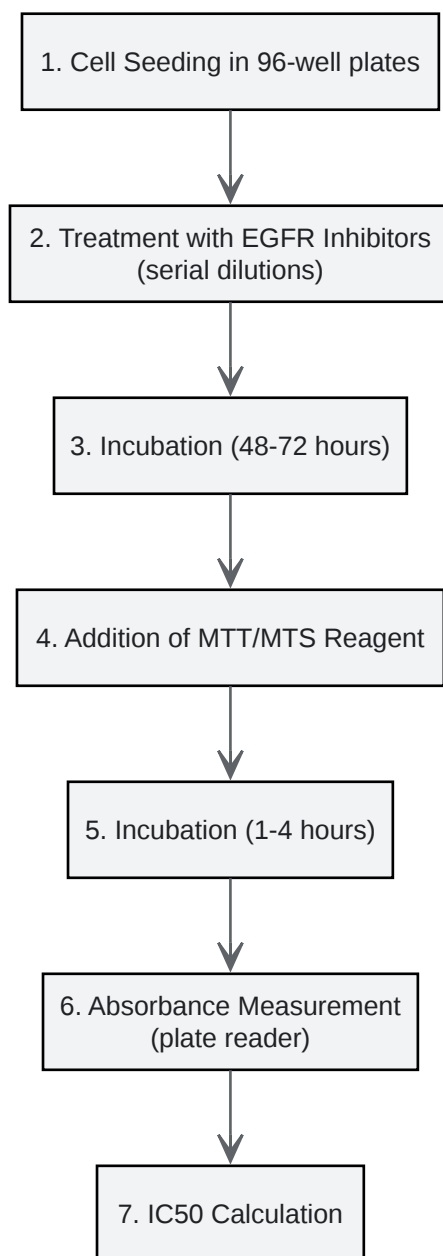 1. Cell Seeding in 96-well plates
2. Treatment with EGFR Inhibitors
(serial dilutions)
3. Incubation (48-72 hours)
4. Addition of MTT/MTS Reagent
5. Incubation (1-4 hours)
6. Absorbance Measurement
(plate reader)
7. IC50 Calculation